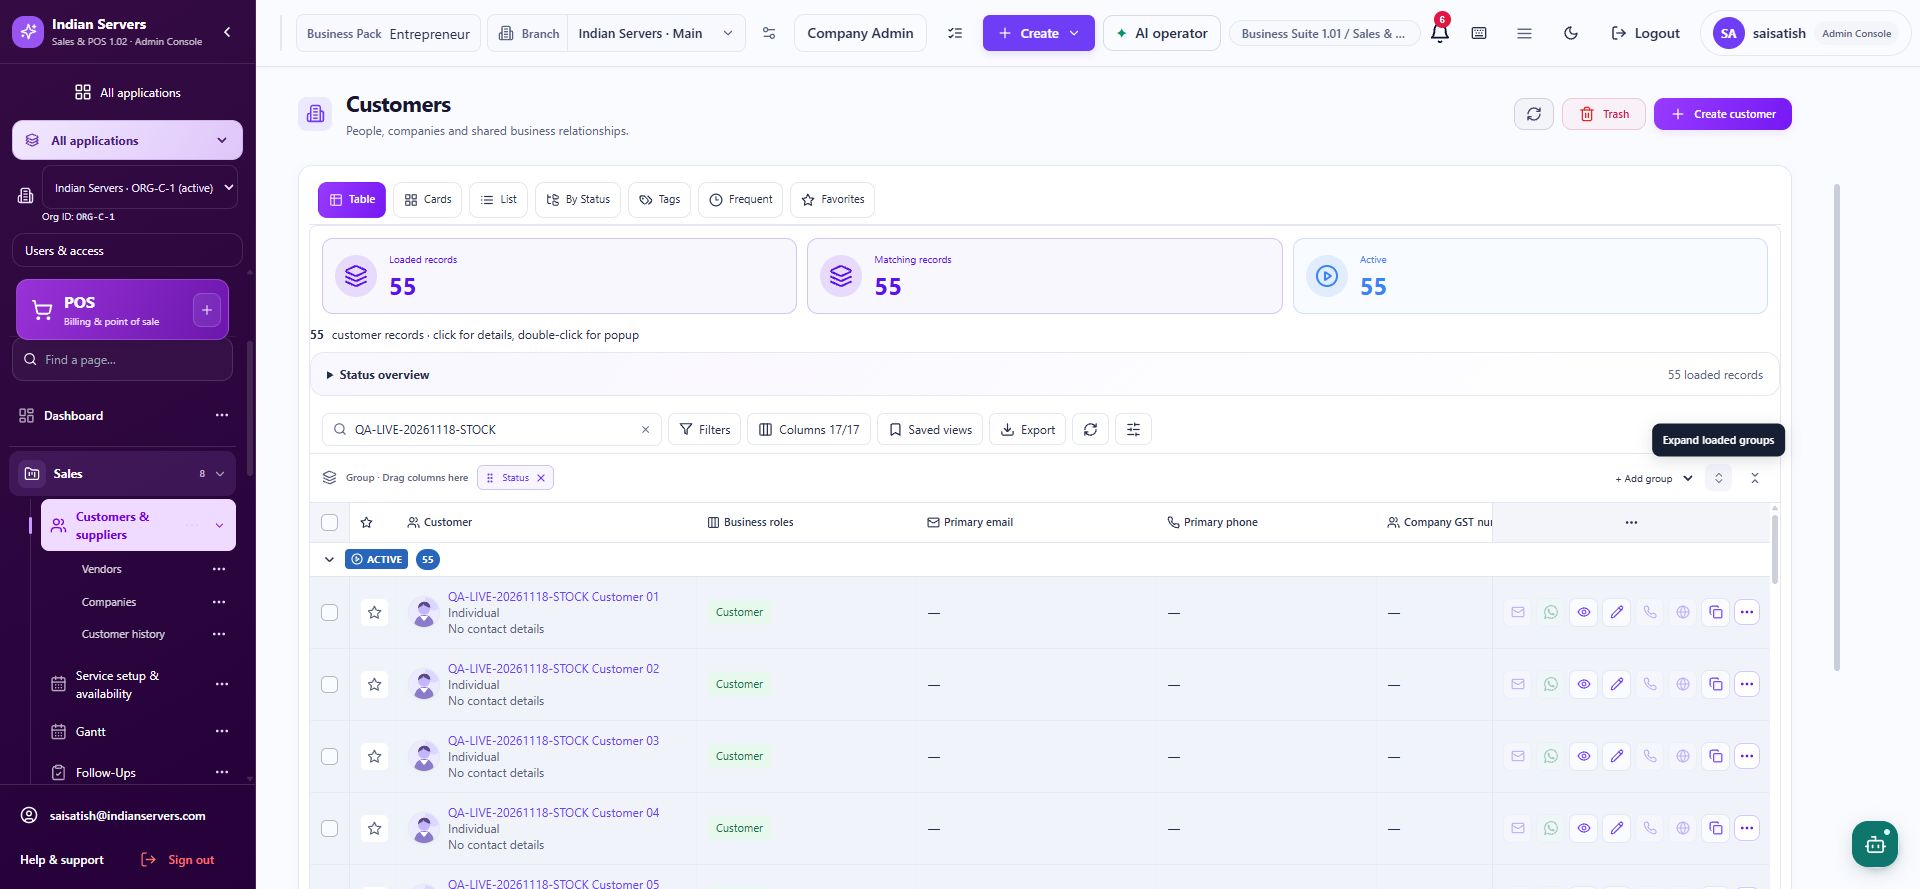 Indian Servers
Sales & POS 1.02 · Admin Console
All applications
All applications
Indian Servers · ORG-C-1 (active)
Org ID: ORG-C-1
Users & access
POS
Billing & point of sale
Find a page...
Dashboard
Sales
8
Customers &
suppliers
Vendors
Companies
Customer history
Service setup &
availability
Gantt
Follow-Ups
saisatish@indianservers.com
Help & support
Sign out
Business Pack Entrepreneur
Branch
Indian Servers · Main
Company Admin
Create
AI operator
Business Suite 1.01 / Sales & ...
6
Logout
SA
saisatish
Admin Console
Customers
People, companies and shared business relationships.
Trash
Create customer
Table
Cards
List
By Status
Tags
Frequent
Favorites
Loaded records
55
Matching records
55
Active
55
55 customer records · click for details, double-click for popup
Status overview
55 loaded records
QA-LIVE-20261118-STOCK
Filters
Columns 17/17
Saved views
Export
Expand loaded groups
Group · Drag columns here
Status
+ Add group
Customer
Business roles
Primary email
Primary phone
Company GST nu
ACTIVE
55
QA-LIVE-20261118-STOCK Customer 01
Individual
No contact details
Customer
—
—
—
QA-LIVE-20261118-STOCK Customer 02
Individual
No contact details
Customer
—
—
—
QA-LIVE-20261118-STOCK Customer 03
Individual
No contact details
Customer
—
—
—
QA-LIVE-20261118-STOCK Customer 04
Individual
No contact details
Customer
—
—
—
QA-LIVE-20261118-STOCK Customer 05